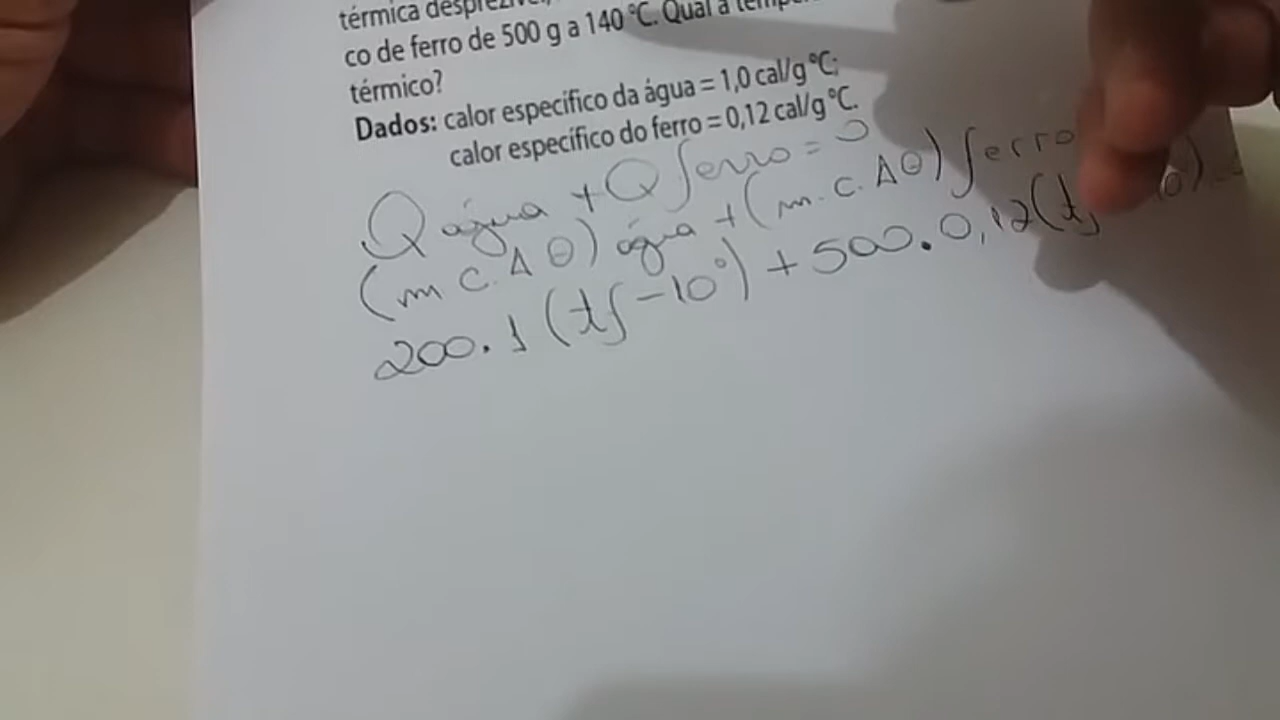 térmica desprezível,
co de ferro de 500 g a 140 °C. Qual a
térmico?
Dados: calor específico da água = 1,0 cal/g °C;
calor específico do ferro = 0,12 cal/g °C.
Q água + Q ferro = 0
(m C. Δθ) água + (m. C. Δθ) ferro
200. 1 (tf - 10°) + 500. 0,12 (t